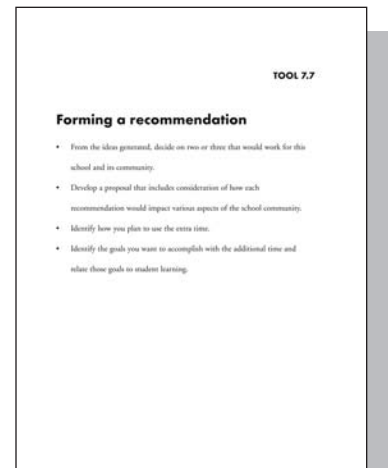 TOOL 7.7
Forming a recommendation
• From the ideas generated, decide on two or three that would work for this
school and its community.
• Develop a proposal that includes consideration of how each
recommendation would impact various aspects of the school community.
• Identify how you plan to use the extra time.
• Identify the goals you want to accomplish with the additional time and
relate those goals to student learning.